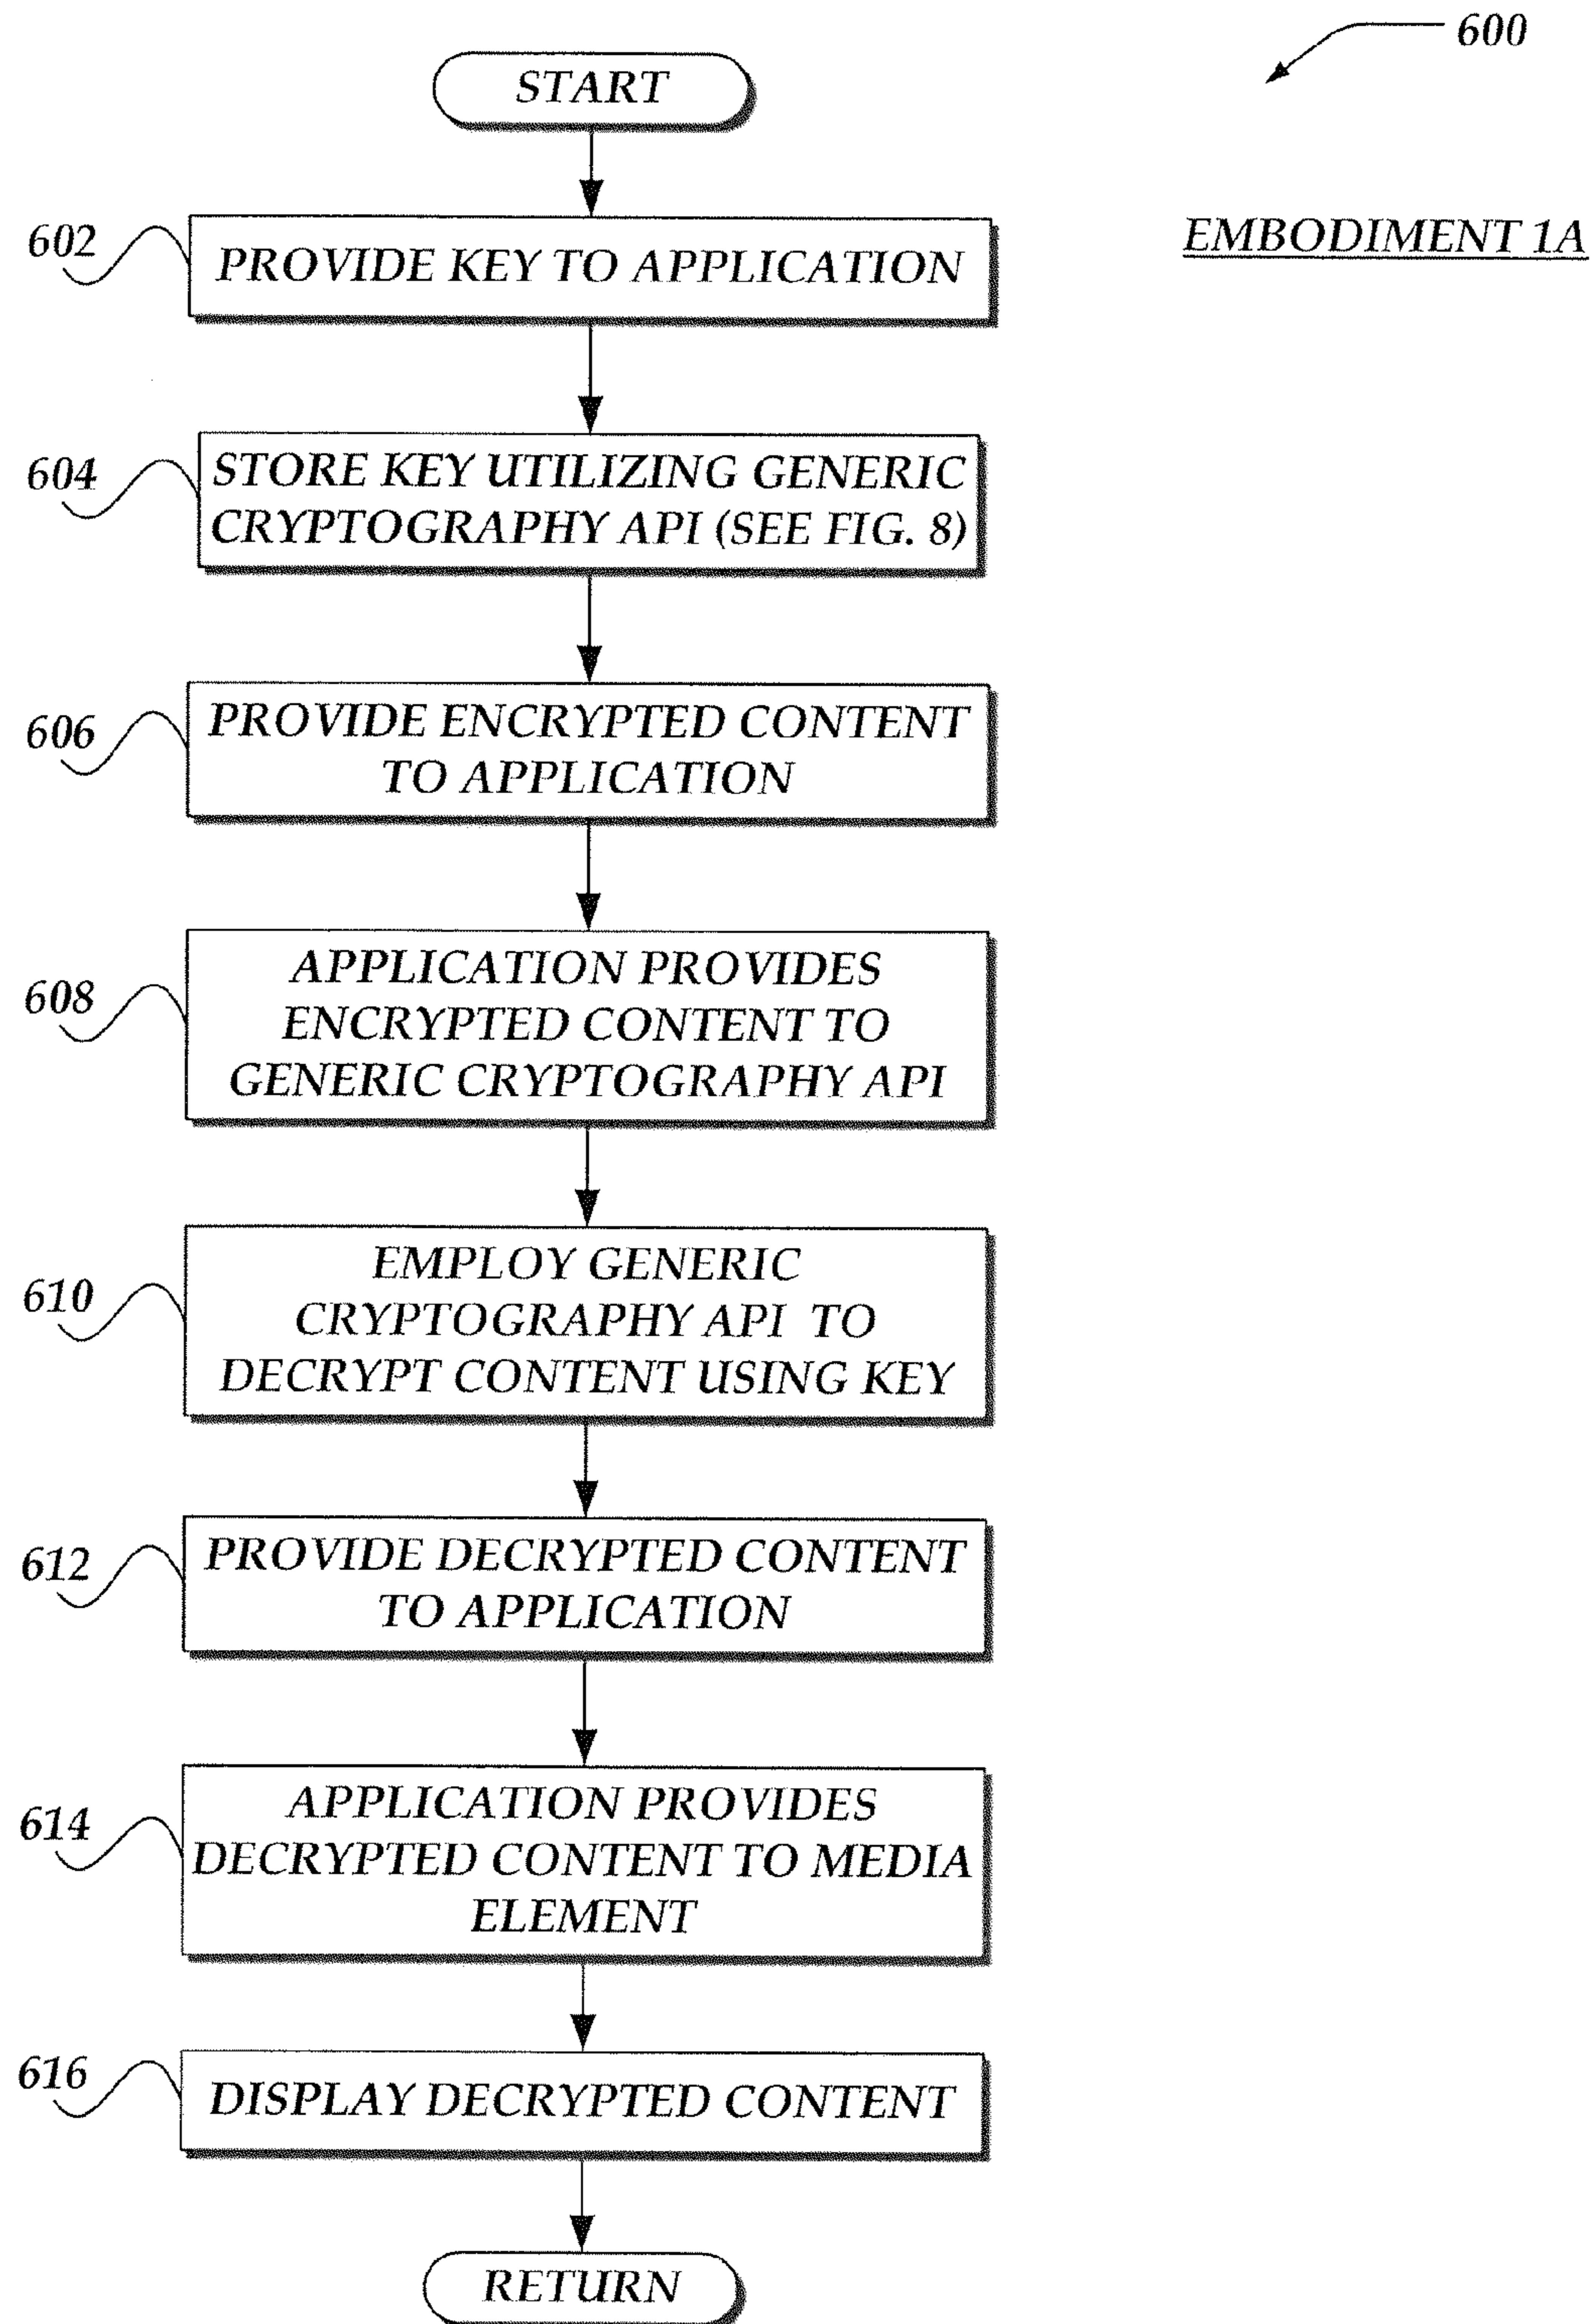 600
START
EMBODIMENT 1A
602
PROVIDE KEY TO APPLICATION
604
STORE KEY UTILIZING GENERIC
CRYPTOGRAPHY API (SEE FIG. 8)
606
PROVIDE ENCRYPTED CONTENT
TO APPLICATION
608
APPLICATION PROVIDES
ENCRYPTED CONTENT TO
GENERIC CRYPTOGRAPHY API
610
EMPLOY GENERIC
CRYPTOGRAPHY API TO
DECRYPT CONTENT USING KEY
612
PROVIDE DECRYPTED CONTENT
TO APPLICATION
614
APPLICATION PROVIDES
DECRYPTED CONTENT TO MEDIA
ELEMENT
616
DISPLAY DECRYPTED CONTENT
RETURN